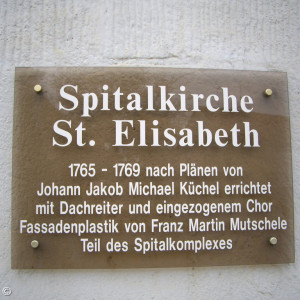 Spitalkirche
St. Elisabeth
1765 - 1769 nach Plänen von
Johann Jakob Michael Küchel errichtet
mit Dachreiter und eingezogenem Chor
Fassadenplastik von Franz Martin Mutschele
Teil des Spitalkomplexes